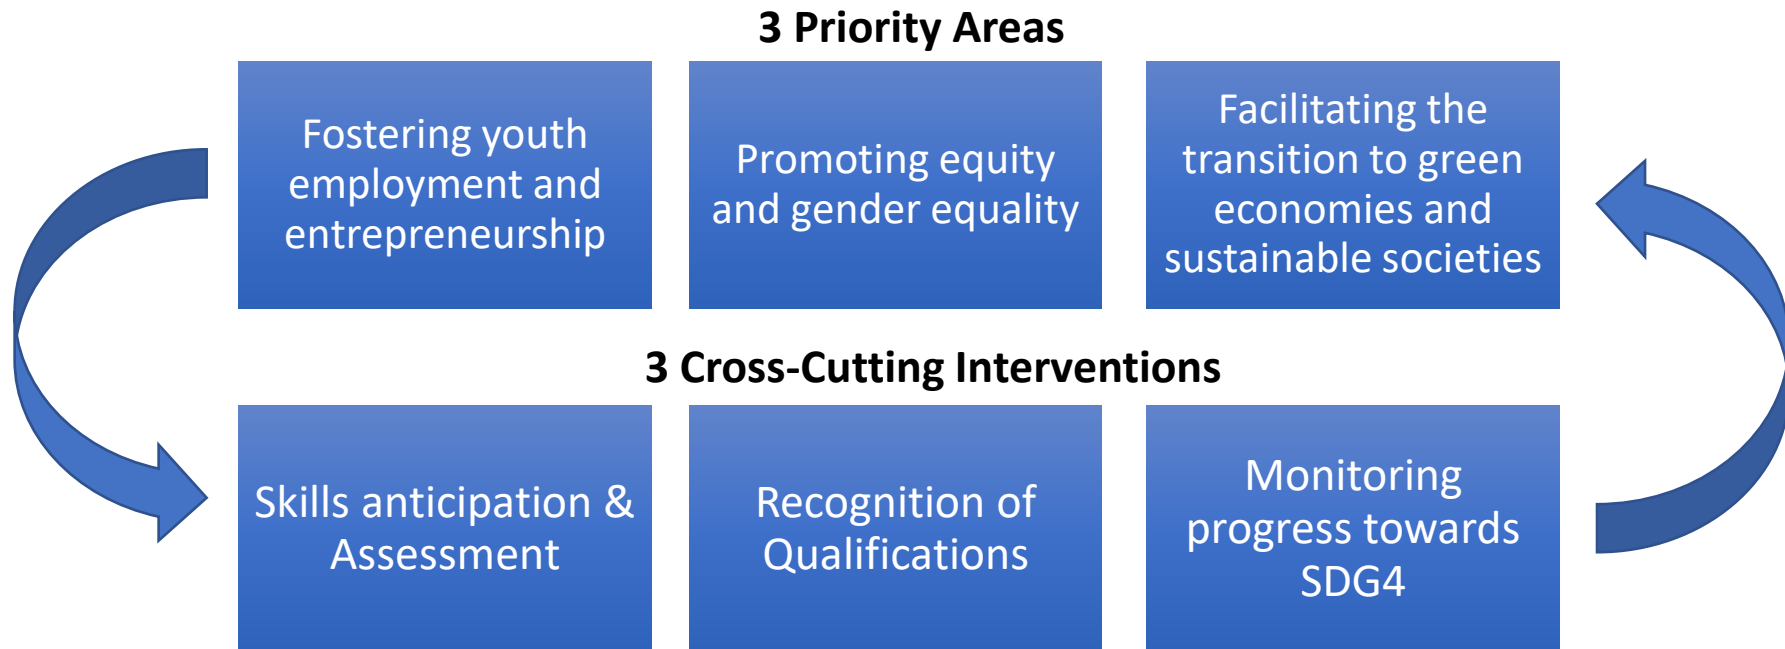 3 Priority Areas
Fostering youth
employment and
entrepreneurship
Promoting equity
and gender equality
Facilitating the
transition to green
economies and
sustainable societies
3 Cross-Cutting Interventions
Skills anticipation &
Assessment
Recognition of
Qualifications
Monitoring
progress towards
SDG4